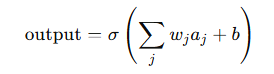 output = σ ( ∑_j w_j a_j + b )